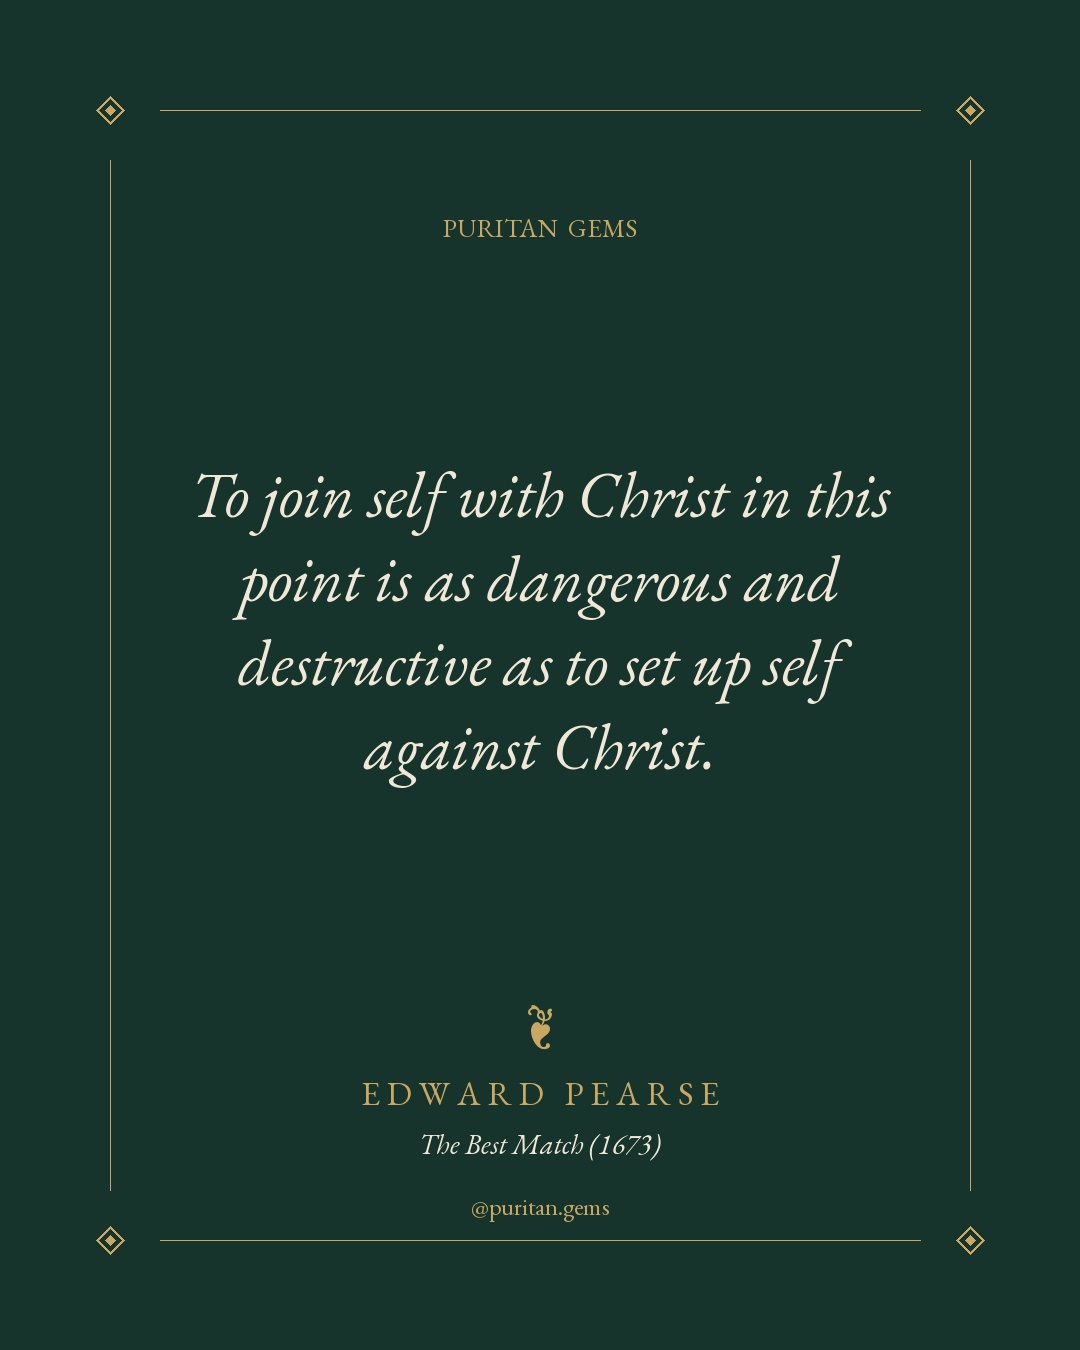 PURITAN GEMS
To join self with Christ in this
point is as dangerous and
destructive as to set up self
against Christ.
EDWARD PEARSE
The Best Match (1673)
@puritan.gems